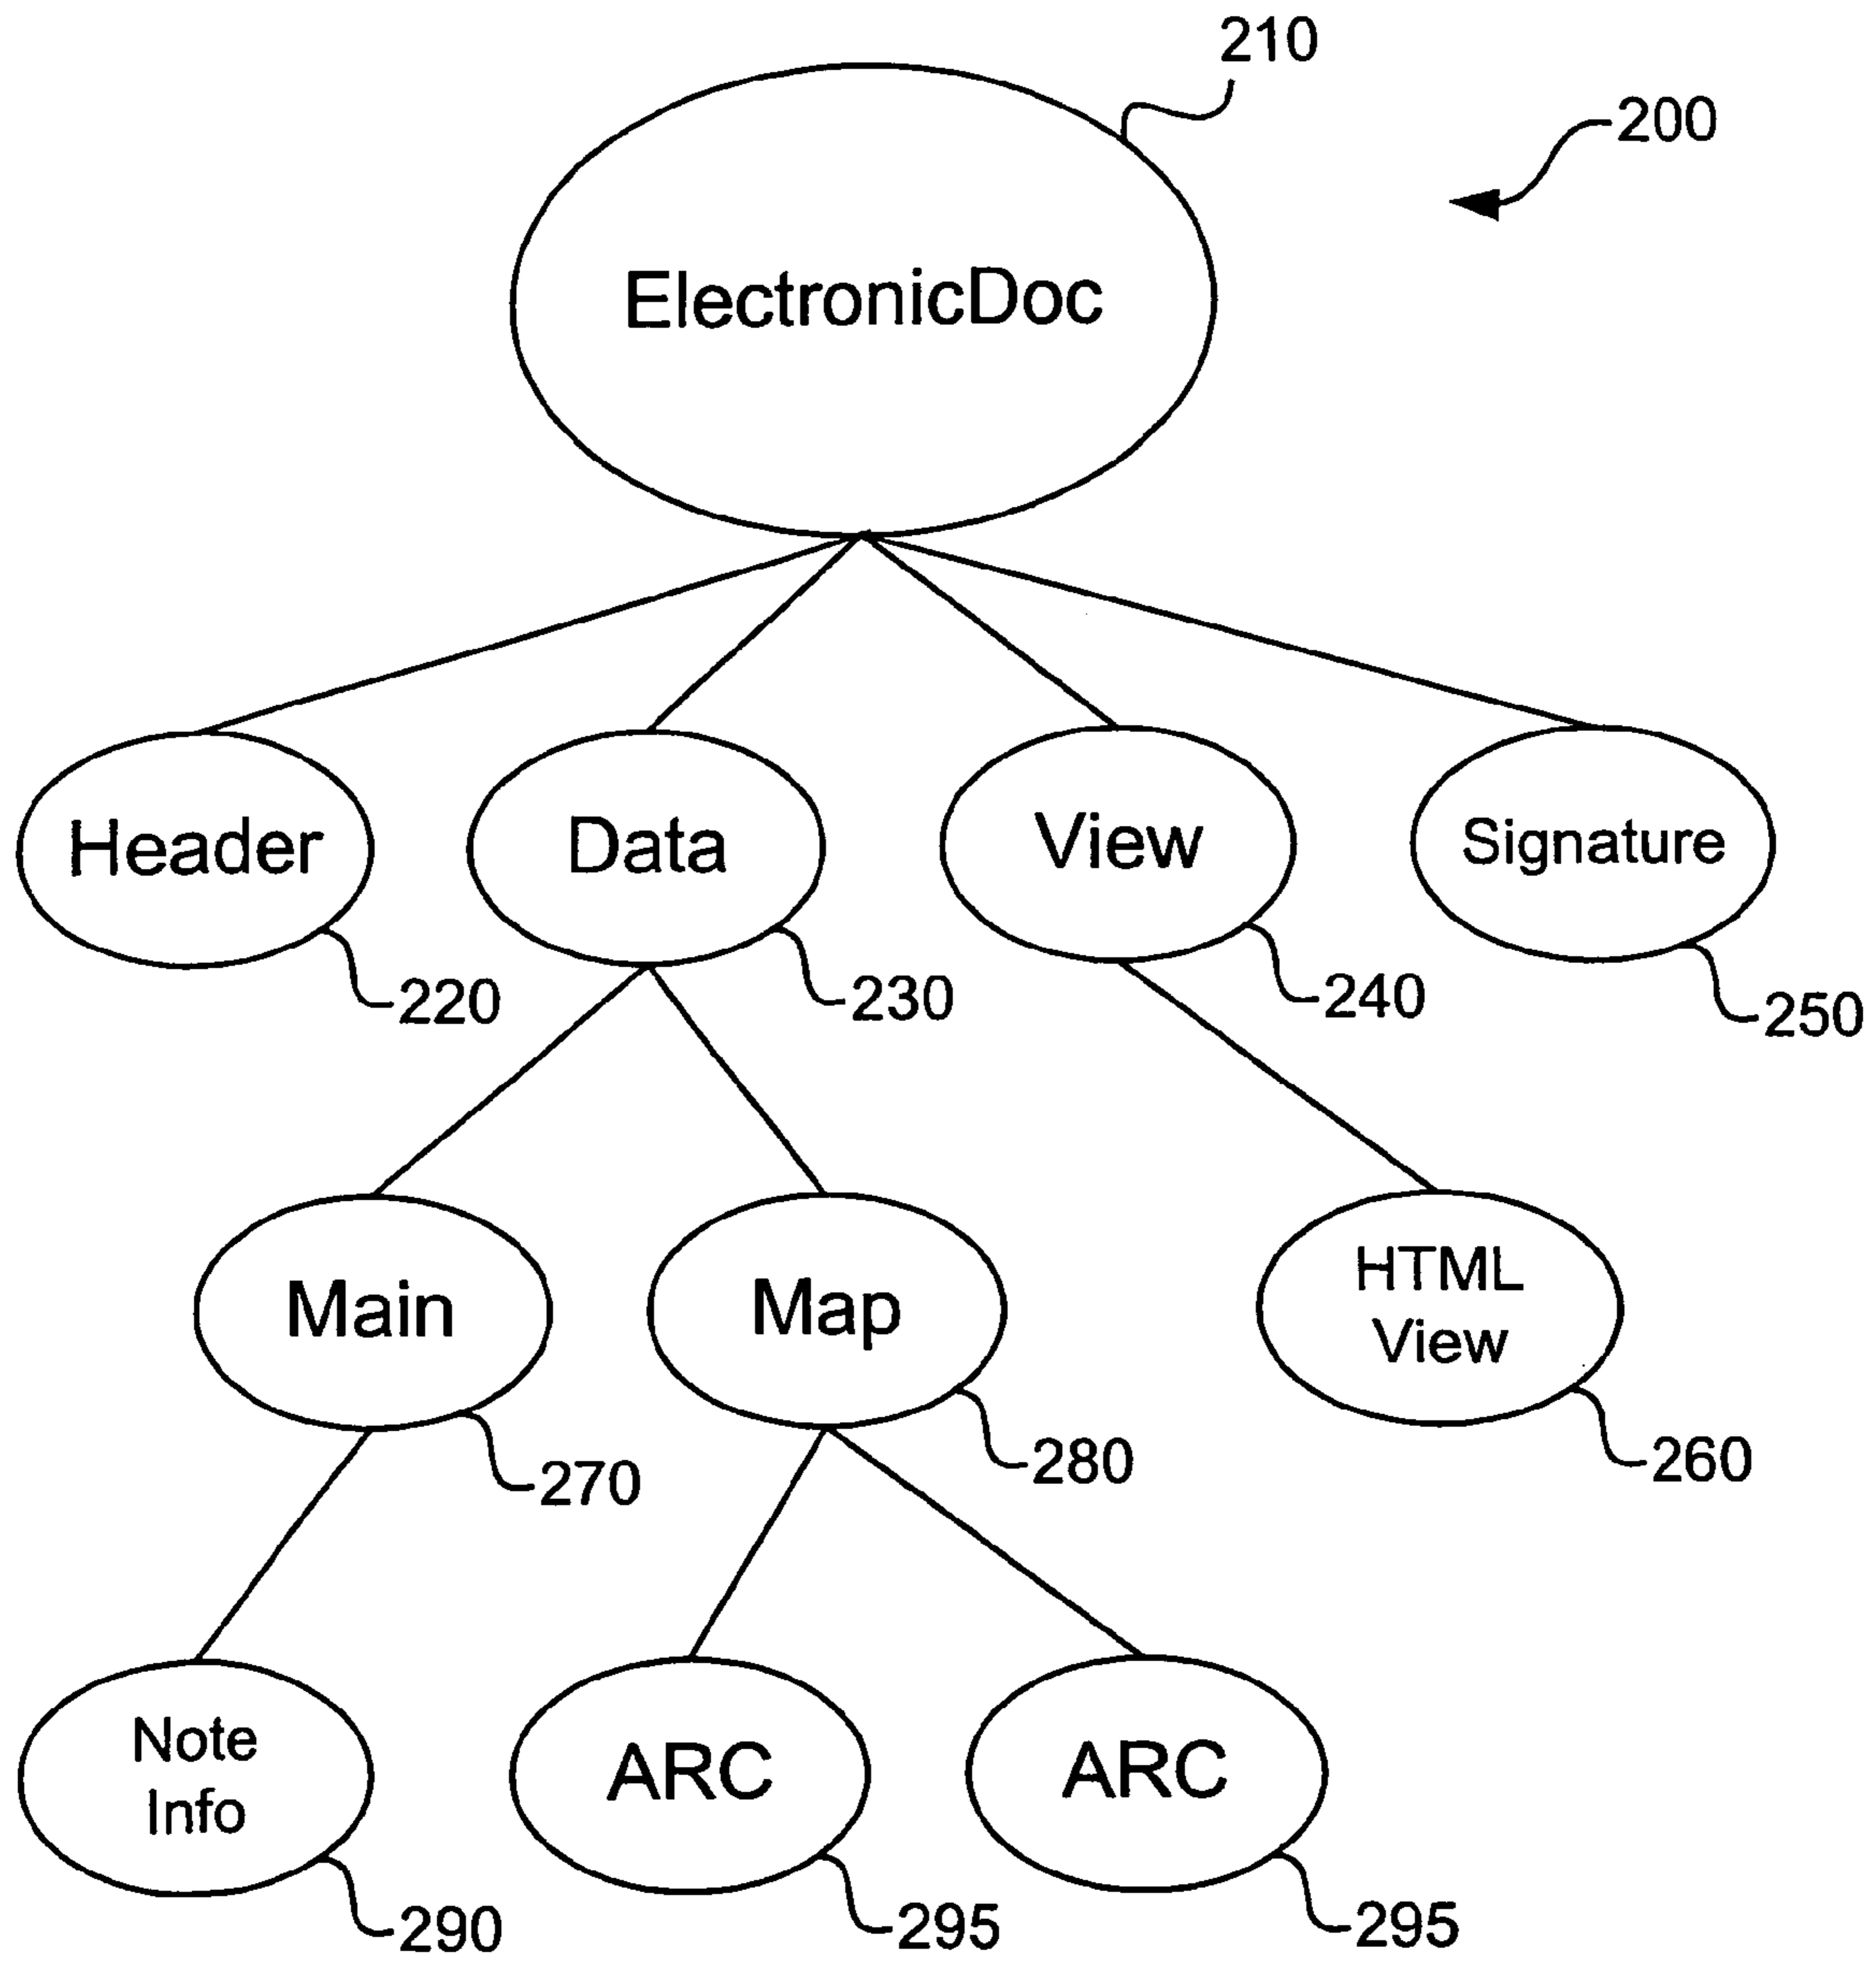 210
200
ElectronicDoc
Header
Data
View
Signature
220
230
240
250
Main
Map
HTML
View
270
280
260
Note
Info
ARC
ARC
290
295
295